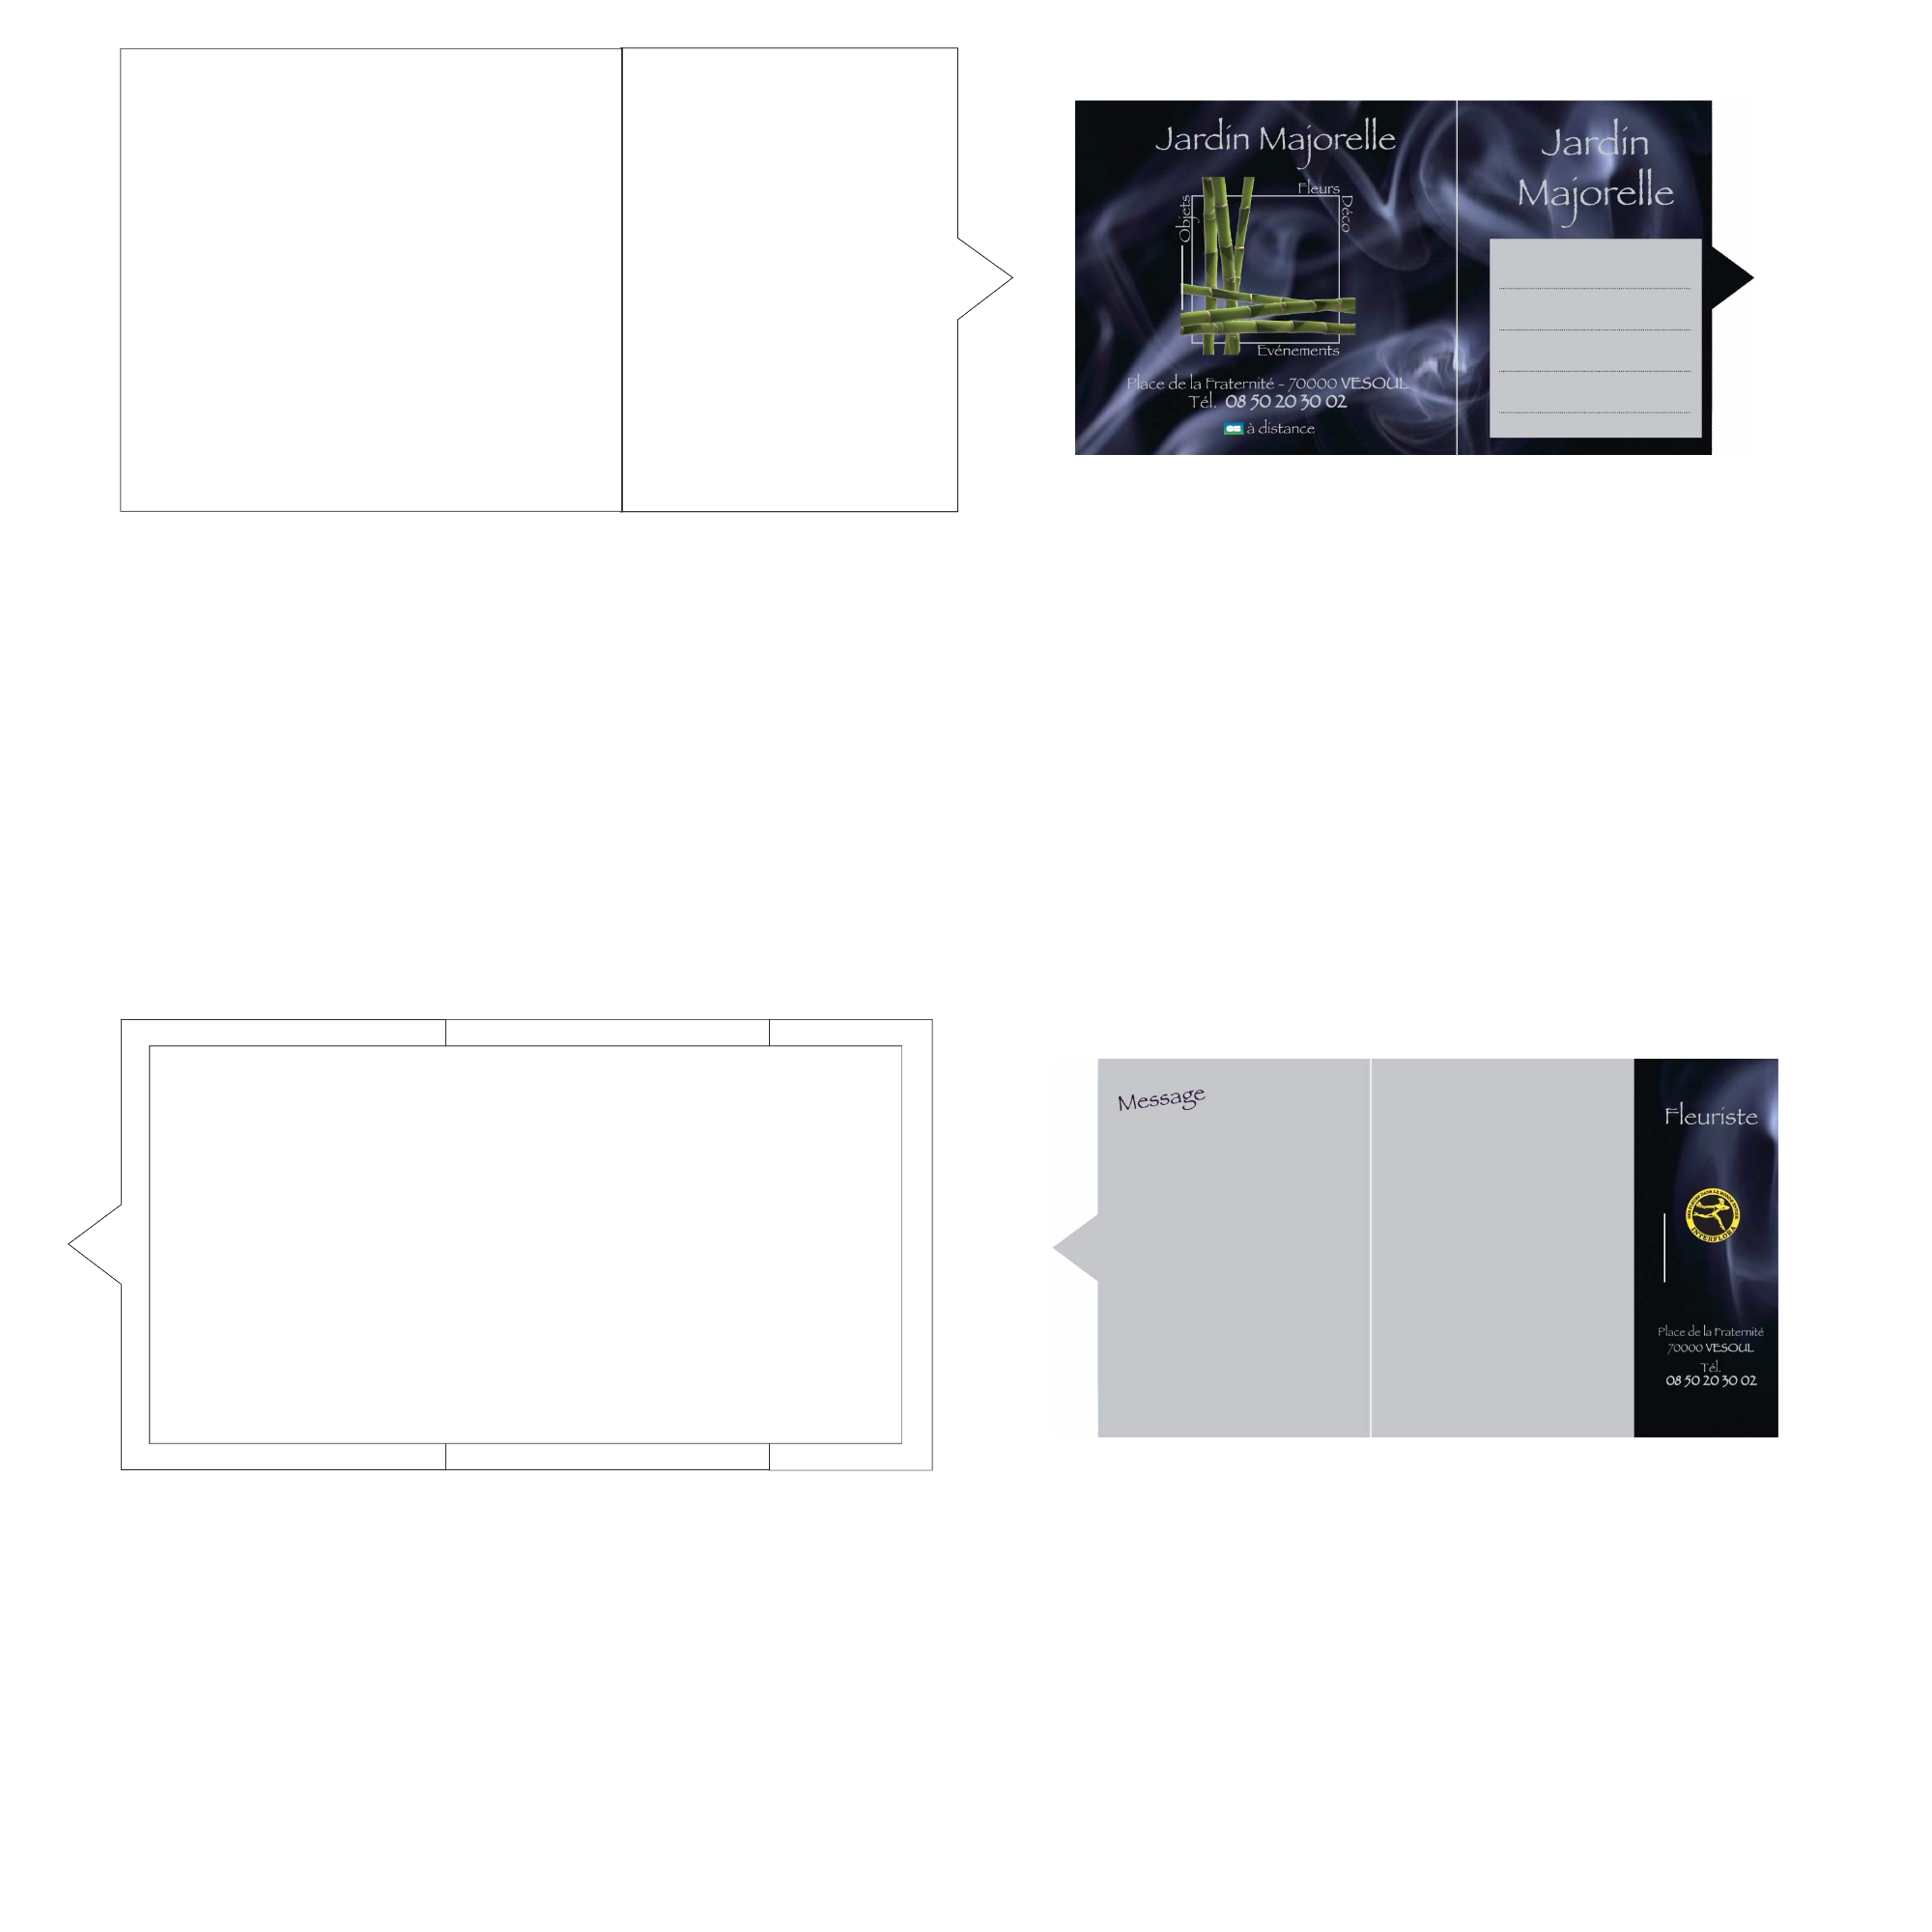 Jardin Majorelle
Fleurs
Déco
Objets
Evénements
Place de la Fraternité - 70000 VESOUL
Tél. 08 50 20 30 02
à distance
Jardin
Majorelle
Message
Fleuriste
INTERFLORA
Place de la Fraternité
70000 VESOUL
Tél.
08 50 20 30 02